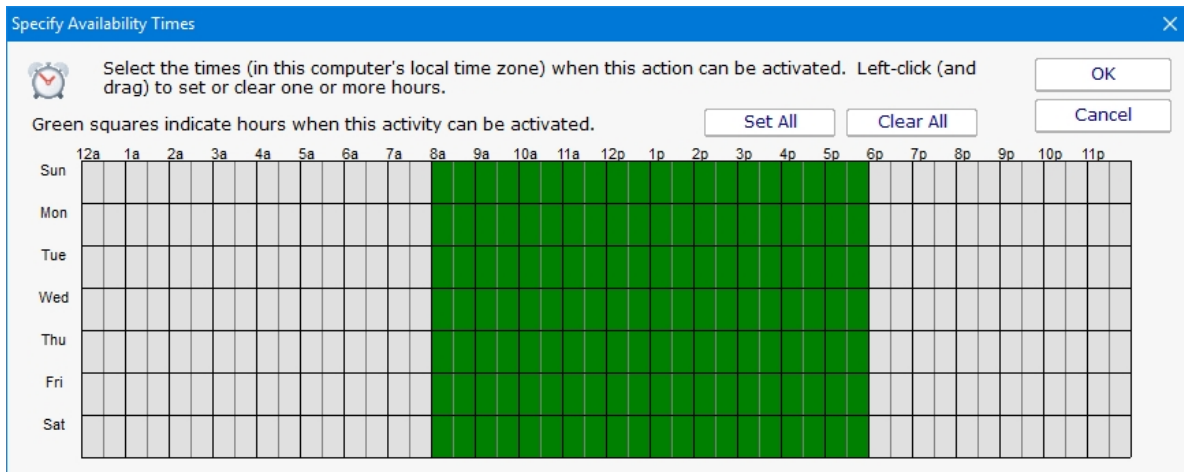 Specify Availability Times
Select the times (in this computer's local time zone) when this action can be activated.  Left-click (and
drag) to set or clear one or more hours.
OK
Cancel
Green squares indicate hours when this activity can be activated.
Set All
Clear All
12a 1a 2a 3a 4a 5a 6a 7a 8a 9a 10a 11a 12p 1p 2p 3p 4p 5p 6p 7p 8p 9p 10p 11p
Sun
Mon
Tue
Wed
Thu
Fri
Sat